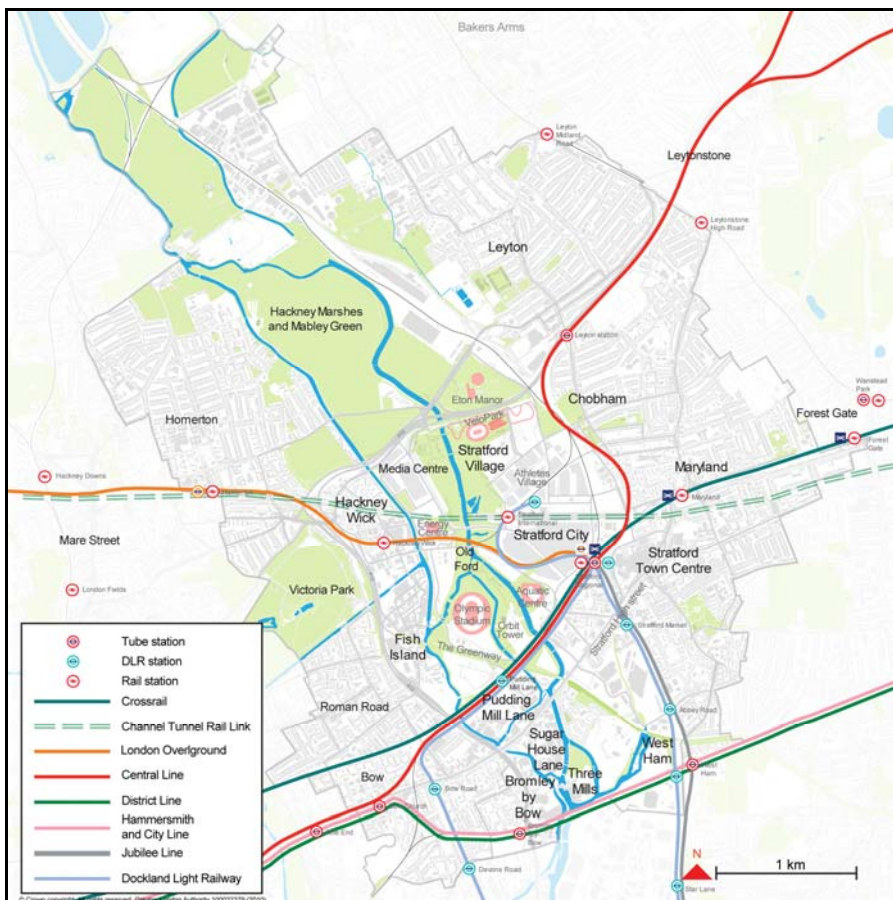 Bakers Arms
Leyton
Midland
Road
Leytonstone
Leytonstone
High Road
Leyton
Hackney Marshes
and Mabley Green
Leyton station
Wanstead
Park
Eton Manor
Chobham
Homerton
VeloPark
Forest Gate
Stratford
Village
Forest
Gate
Media Centre
Maryland
Hackney Downs
Athletes
Village
Maryland
Hackney
Wick
International
Energy
Centre
Stratford City
Mare Street
Stratford
Town Centre
Old
Ford
London Fields
Victoria Park
Aquatic
Centre
Olympic
Stadium
Orbit
Tower
Stratford Market
Fish
Island
The Greenway
Pudding
Mill Lane
Pudding Mill Lane
Roman Road
Abbey Road
Sugar
House
Lane
West
Ham
West
Ham
Three
Mills
Bow
Bow Road
Bromley
by
Bow
Bow
Devons Road
Star Lane
Tube station
DLR station
Rail station
Crossrail
Channel Tunnel Rail Link
London Overground
Central Line
District Line
Hammersmith
and City Line
Jubilee Line
Dockland Light Railway
N
1 km